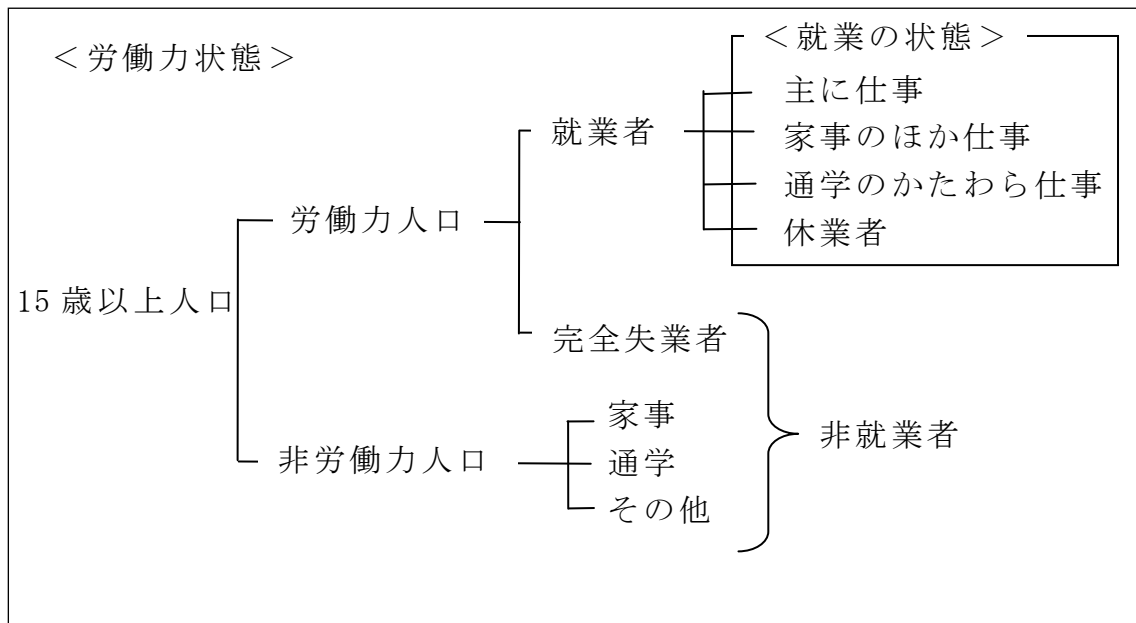 ＜労働力状態＞
＜就業の状態＞
主に仕事
就業者
家事のほか仕事
通学のかたわら仕事
労働力人口
休業者
15歳以上人口
完全失業者
家事
非就業者
非労働力人口
通学
その他